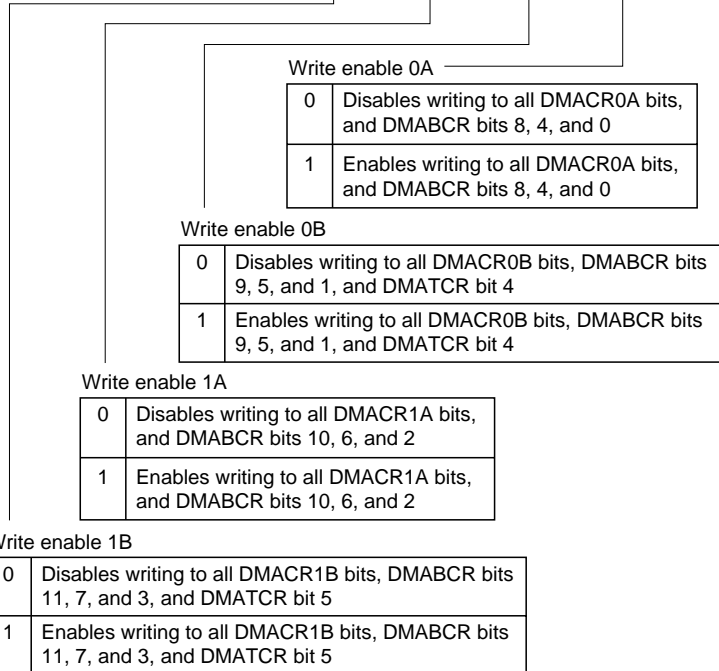 Write enable 0A
0 Disables writing to all DMACR0A bits,
and DMABCR bits 8, 4, and 0
1 Enables writing to all DMACR0A bits,
and DMABCR bits 8, 4, and 0
Write enable 0B
0 Disables writing to all DMACR0B bits, DMABCR bits
9, 5, and 1, and DMATCR bit 4
1 Enables writing to all DMACR0B bits, DMABCR bits
9, 5, and 1, and DMATCR bit 4
Write enable 1A
0 Disables writing to all DMACR1A bits,
and DMABCR bits 10, 6, and 2
1 Enables writing to all DMACR1A bits,
and DMABCR bits 10, 6, and 2
Write enable 1B
0 Disables writing to all DMACR1B bits, DMABCR bits
11, 7, and 3, and DMATCR bit 5
1 Enables writing to all DMACR1B bits, DMABCR bits
11, 7, and 3, and DMATCR bit 5